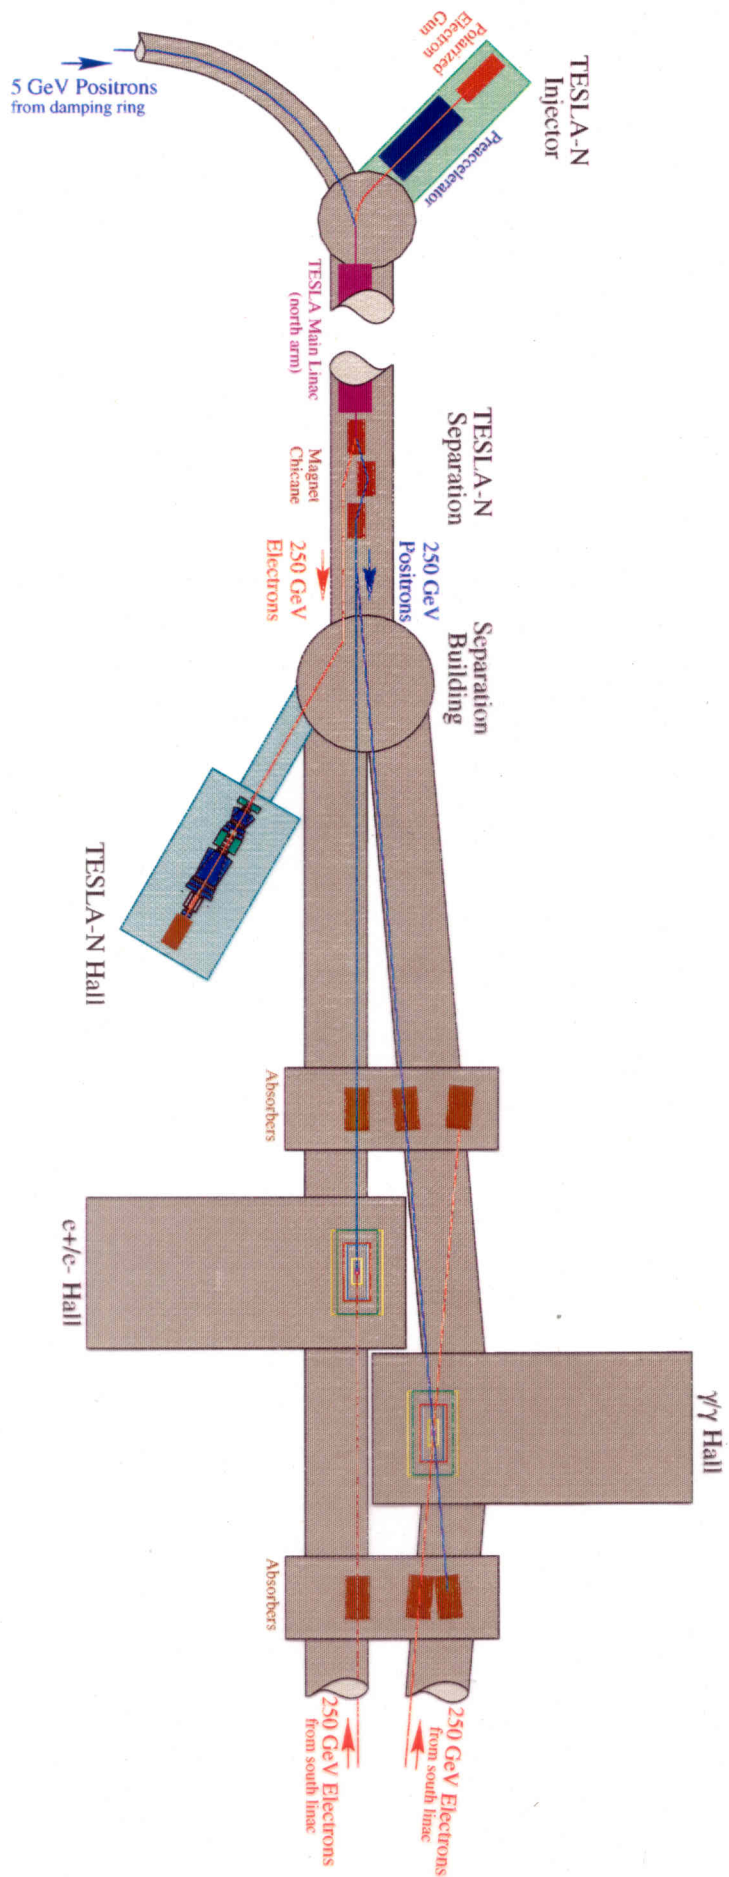 5 GeV Positrons
from damping ring
Polarized
Electron
Gun
Preaccelerator
TESLA-N
Injector
TESLA Main Linac
(north arm)
TESLA-N
Separation
Magnet
Chicane
250 GeV
Positrons
250 GeV
Electrons
Separation
Building
TESLA-N Hall
Absorbers
e+/e- Hall
γ/γ Hall
Absorbers
250 GeV Electrons
from south linac
250 GeV Electrons
from south linac